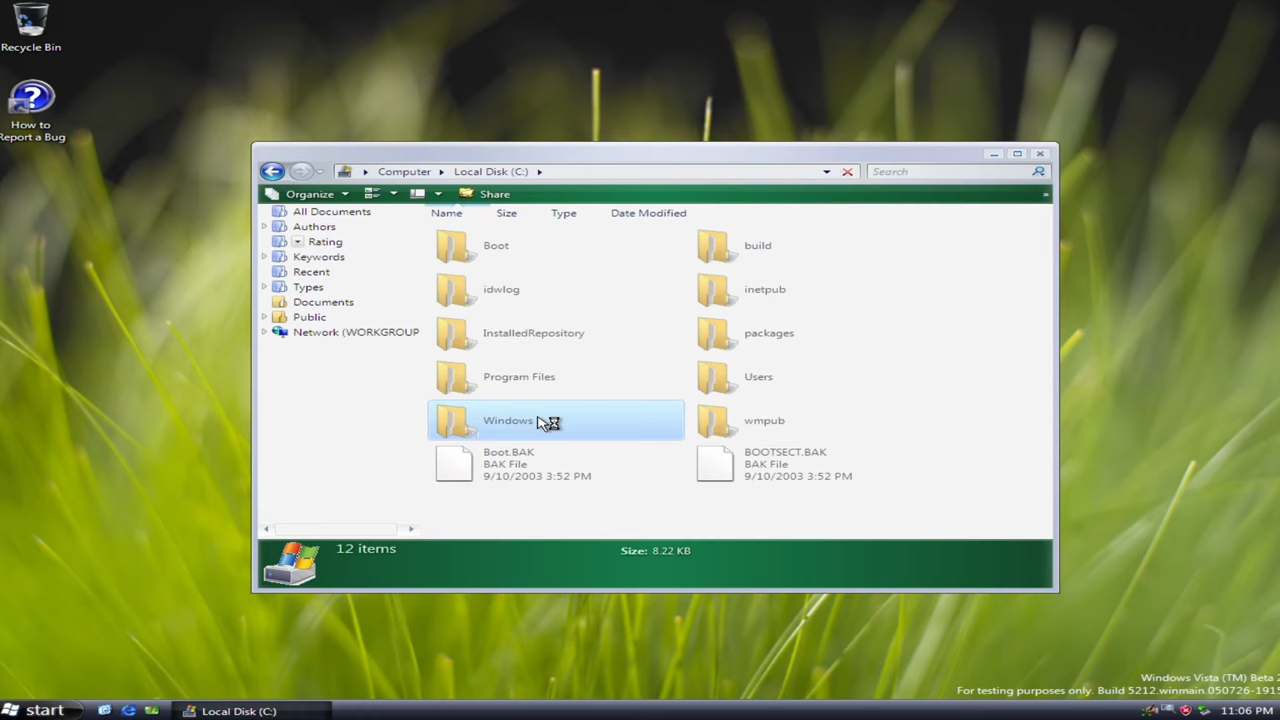 Recycle Bin
How to
Report a Bug
Computer
Local Disk (C:)
Search
Organize
Share
All Documents
Authors
Rating
Keywords
Recent
Types
Documents
Public
Network (WORKGROUP
Name Size Type Date Modified
Boot
build
idwlog
inetpub
InstalledRepository
packages
Program Files
Users
Windows
wmpub
Boot.BAK
BAK File
9/10/2003 3:52 PM
BOOTSECT.BAK
BAK File
9/10/2003 3:52 PM
12 items
Size: 8.22 KB
Windows Vista (TM) Beta 2
For testing purposes only. Build 5212.winmain.050726-1915
start
Local Disk (C:)
11:06 PM